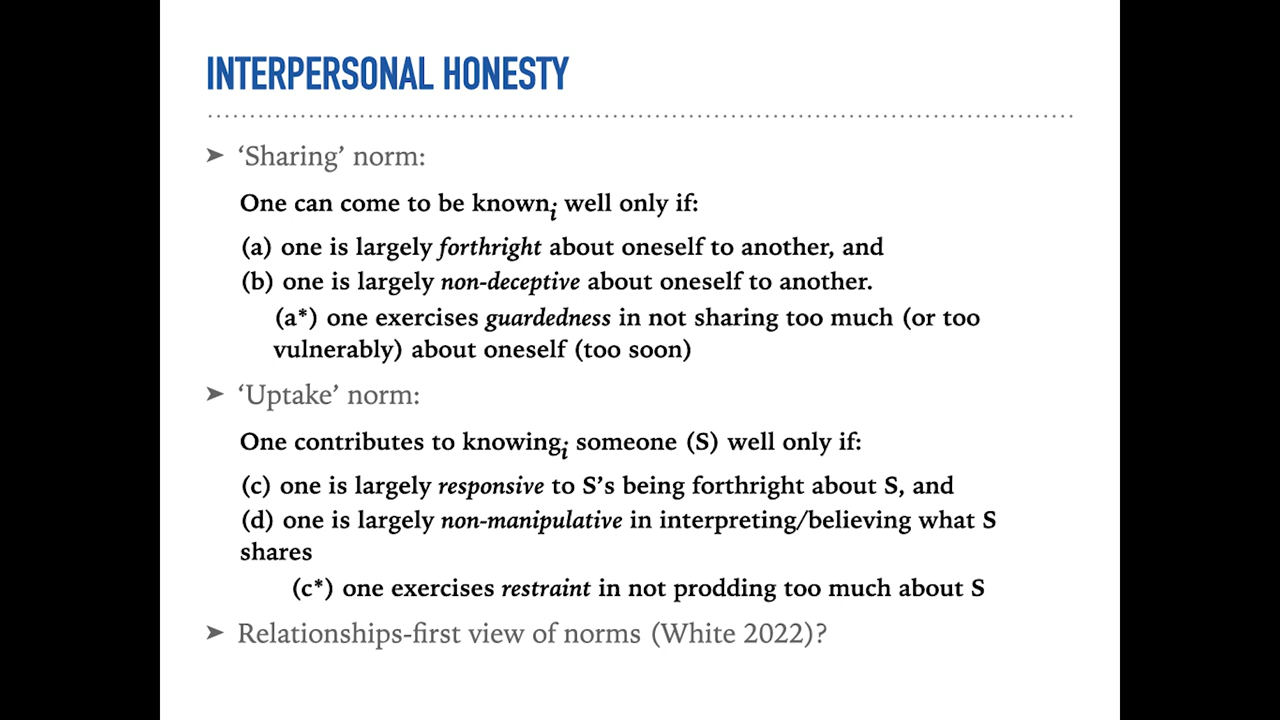 INTERPERSONAL HONESTY
➤ ‘Sharing’ norm:
One can come to be knownᵢ well only if:
(a) one is largely forthright about oneself to another, and
(b) one is largely non-deceptive about oneself to another.
(a*) one exercises guardedness in not sharing too much (or too
vulnerably) about oneself (too soon)
➤ ‘Uptake’ norm:
One contributes to knowingᵢ someone (S) well only if:
(c) one is largely responsive to S’s being forthright about S, and
(d) one is largely non-manipulative in interpreting/believing what S
shares
(c*) one exercises restraint in not prodding too much about S
➤ Relationships-first view of norms (White 2022)?